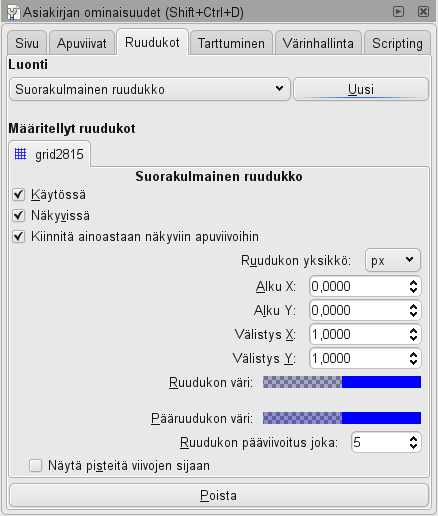 Asiakirjan ominaisuudet (Shift+Ctrl+D)
Sivu Apuviivat Ruudukot Tarttuminen Värinhallinta Scripting
Luonti
Suorakulmainen ruudukko Uusi
Määritellyt ruudukot
grid2815
Suorakulmainen ruudukko
Käytössä
Näkyvissä
Kiinnitä ainoastaan näkyviin apuviivoihin
Ruudukon yksikkö: px
Alku X: 0,0000
Alku Y: 0,0000
Välistys X: 1,0000
Välistys Y: 1,0000
Ruudukon väri:
Pääruudukon väri:
Ruudukon pääviivoitus joka: 5
Näytä pisteitä viivojen sijaan
Poista